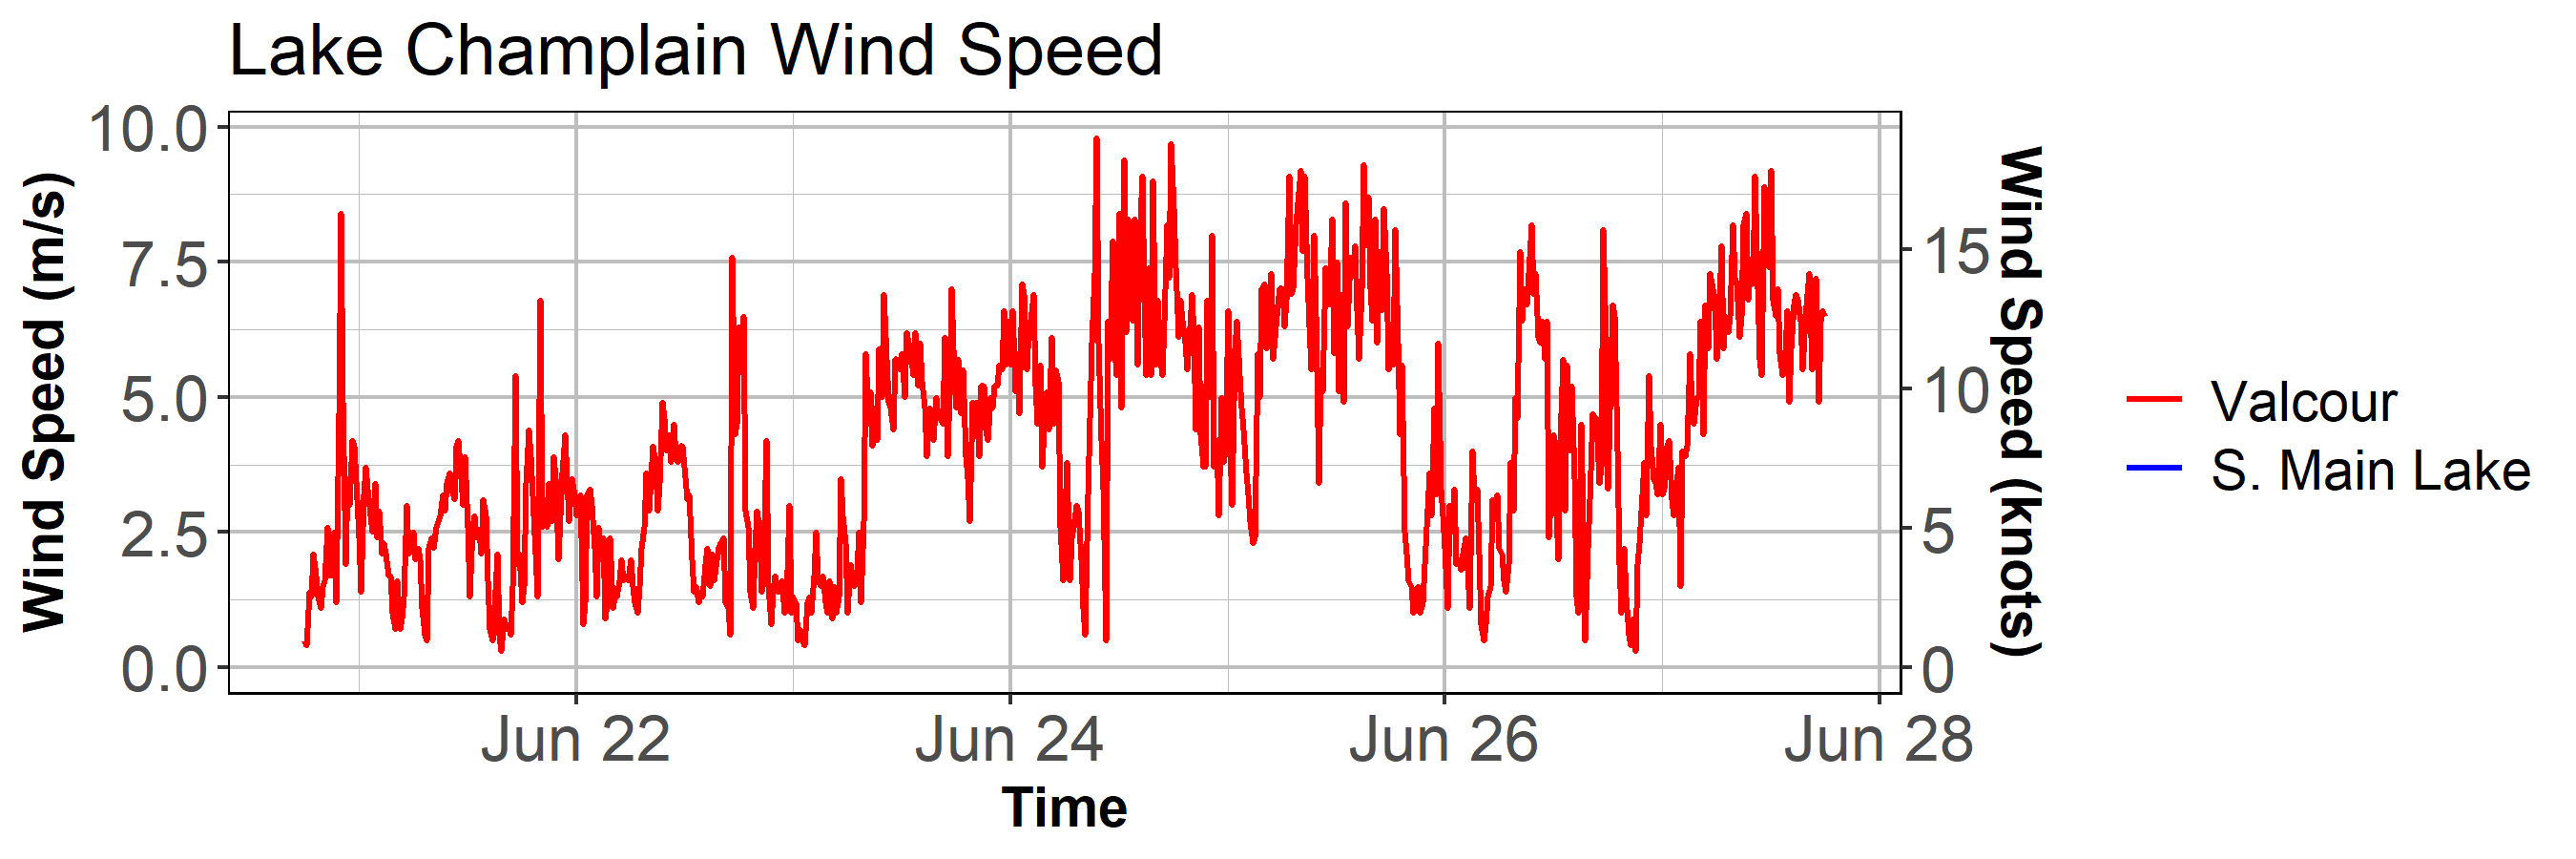 Lake Champlain Wind Speed
Wind Speed (m/s)
10.0
7.5
5.0
2.5
0.0
Jun 22
Jun 24
Jun 26
Jun 28
Time
15
10
5
0
Wind Speed (knots)
Valcour
S. Main Lake